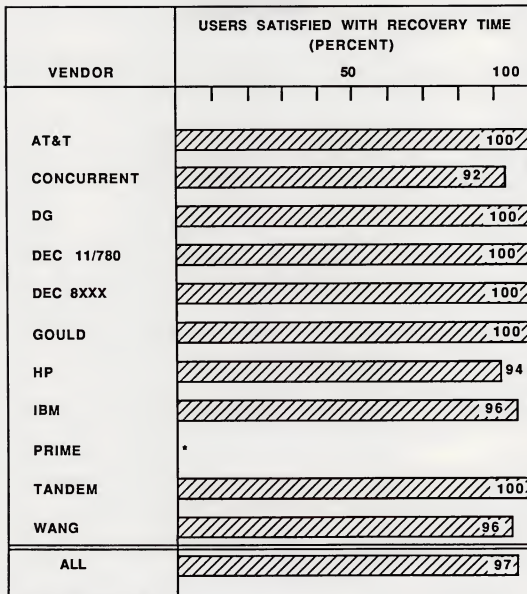 USERS SATISFIED WITH RECOVERY TIME
(PERCENT)
VENDOR
50 100
AT&T 100
CONCURRENT 92
DG 100
DEC 11/780 100
DEC 8XXX 100
GOULD 100
HP 94
IBM 96
PRIME *
TANDEM 100
WANG 96
ALL 97